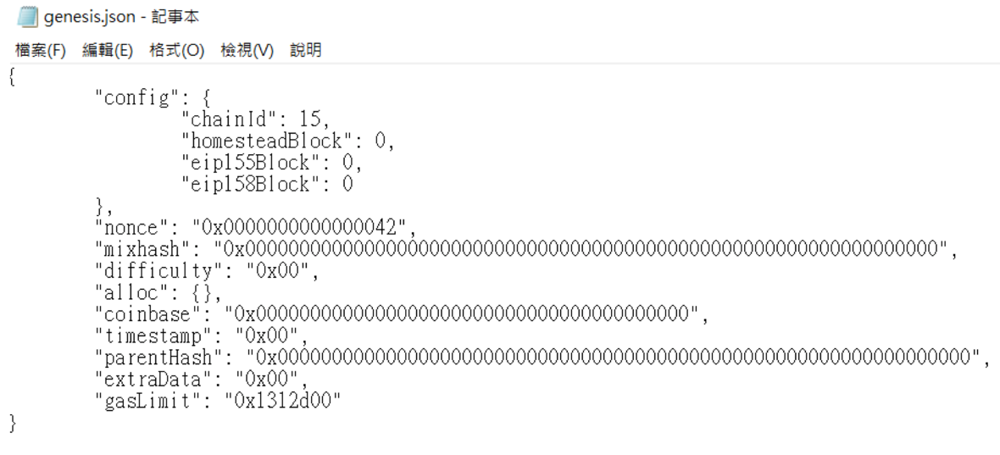 genesis.json - 記事本
檔案(F) 編輯(E) 格式(O) 檢視(V) 說明
{
"config": {
"chainId": 15,
"homesteadBlock": 0,
"eip155Block": 0,
"eip158Block": 0
},
"nonce": "0x0000000000000042",
"mixhash": "0x0000000000000000000000000000000000000000000000000000000000000000",
"difficulty": "0x00",
"alloc": {},
"coinbase": "0x0000000000000000000000000000000000000000",
"timestamp": "0x00",
"parentHash": "0x0000000000000000000000000000000000000000000000000000000000000000",
"extraData": "0x00",
"gasLimit": "0x1312d00"
}